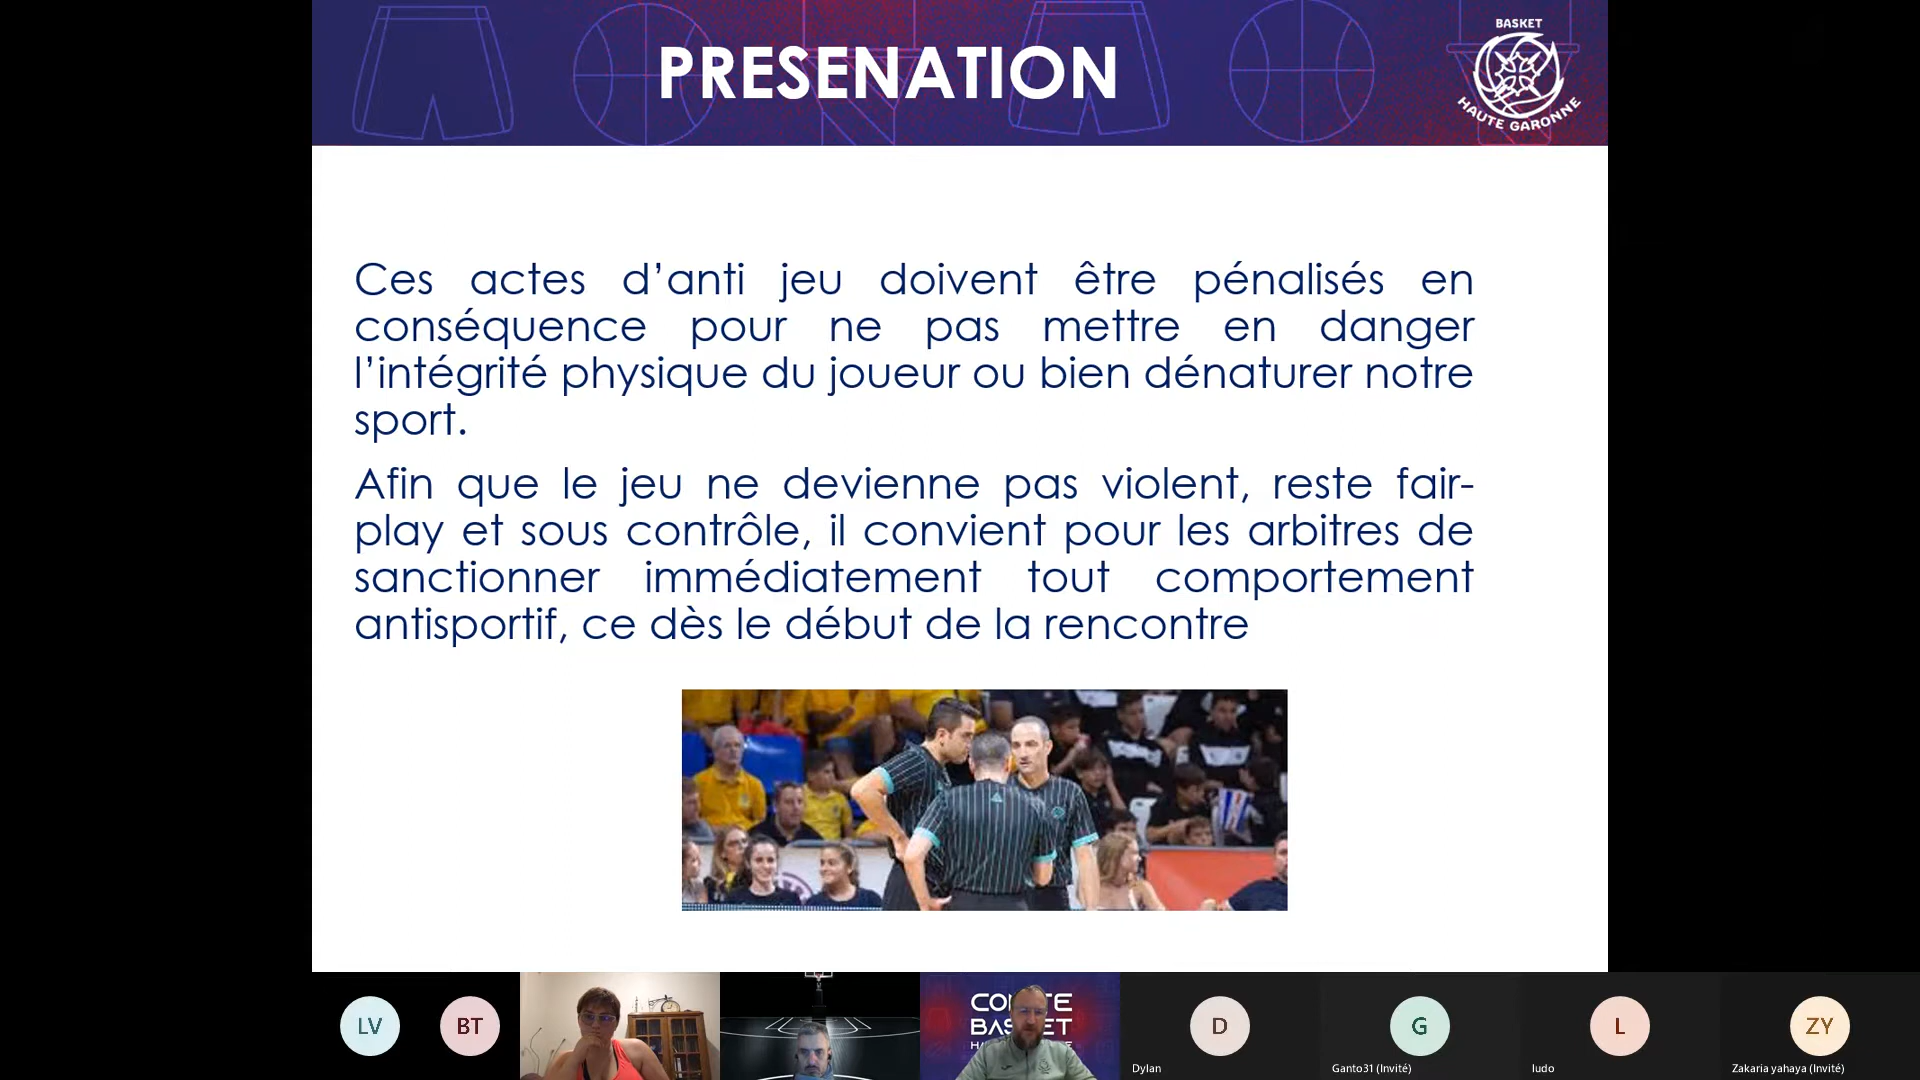 PRESENATION
BASKET
HAUTE GARONNE
Ces actes d’anti jeu doivent être pénalisés en
conséquence pour ne pas mettre en danger
l’intégrité physique du joueur ou bien dénaturer notre
sport.
Afin que le jeu ne devienne pas violent, reste fair-
play et sous contrôle, il convient pour les arbitres de
sanctionner immédiatement tout comportement
antisportif, ce dès le début de la rencontre
LV
BT
D
G
L
ZY
Dylan
Ganto31 (Invité)
ludo
Zakaria yahaya (Invité)